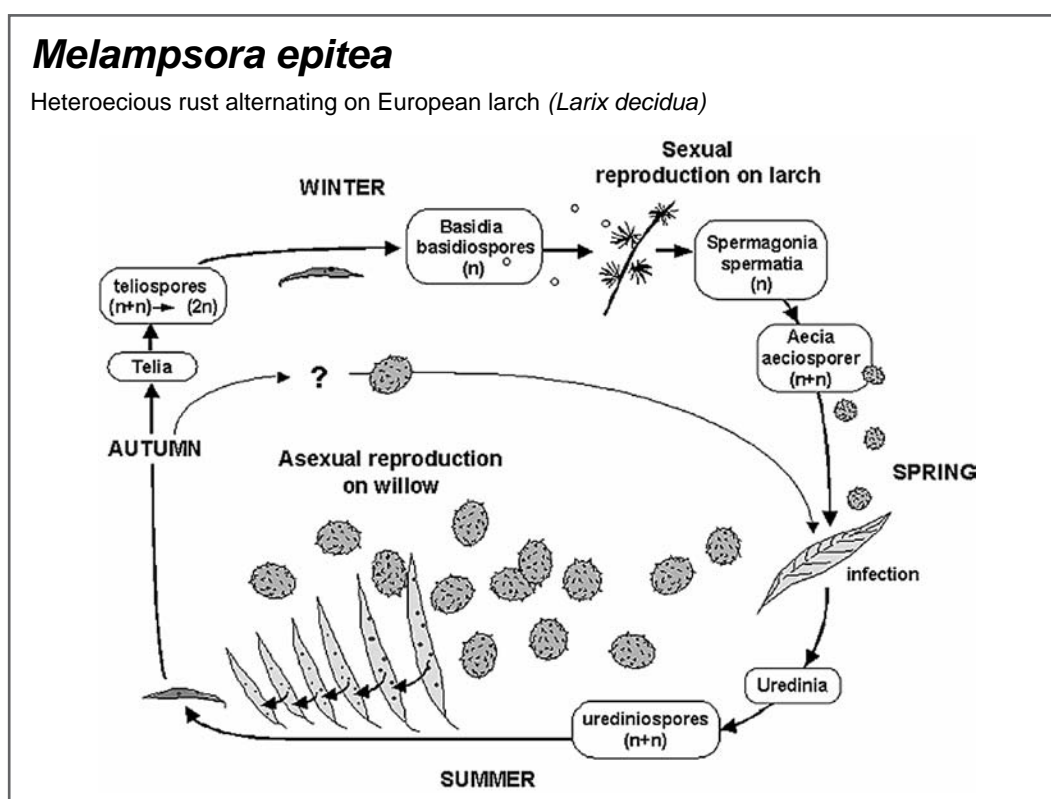 Melampsora epitea
Heteroecious rust alternating on European larch (Larix decidua)
Sexual
reproduction on larch
WINTER
Basidia
basidiospores
(n)
Spermagonia
spermatia
(n)
teliospores
(n+n) → (2n)
Aecia
aeciosporer
(n+n)
Telia
?
AUTUMN
Asexual reproduction
on willow
SPRING
infection
Uredinia
urediniospores
(n+n)
SUMMER